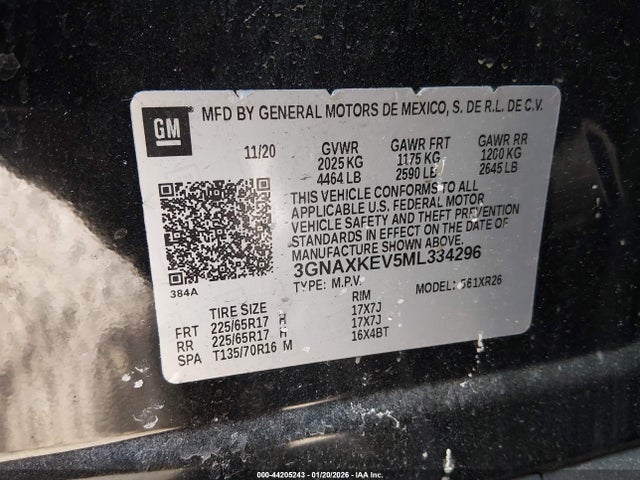 GM
MFD BY GENERAL MOTORS DE MEXICO, S. DE R.L. DE C.V.
11/20 GVWR GAWR FRT GAWR RR
2025 KG 1175 KG 1200 KG
4464 LB 2590 LB 2645 LB
THIS VEHICLE CONFORMS TO ALL
APPLICABLE U.S. FEDERAL MOTOR
VEHICLE SAFETY AND THEFT PREVENTION
STANDARDS IN EFFECT ON THE DATE OF
MANUFACTURE SHOWN ABOVE.
3GNAXKEV5ML334296
384A
TYPE: M.P.V. MODEL: 61XR26
TIRE SIZE RIM
FRT 225/65R17 H 17X7J
RR 225/65R17 H 17X7J
SPA T135/70R16 M 16X4BT
000-44205243 - 01/20/2026 - IAA Inc.